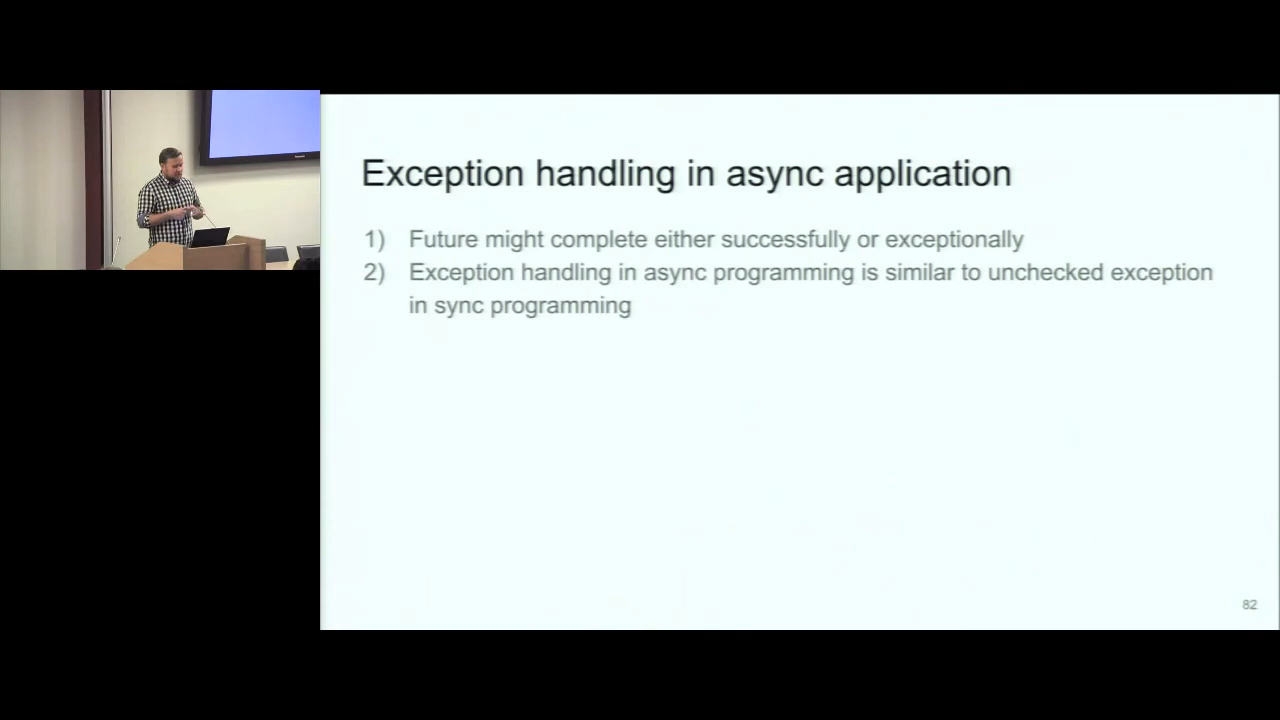 Exception handling in async application
1) Future might complete either successfully or exceptionally
2) Exception handling in async programming is similar to unchecked exception
in sync programming
82